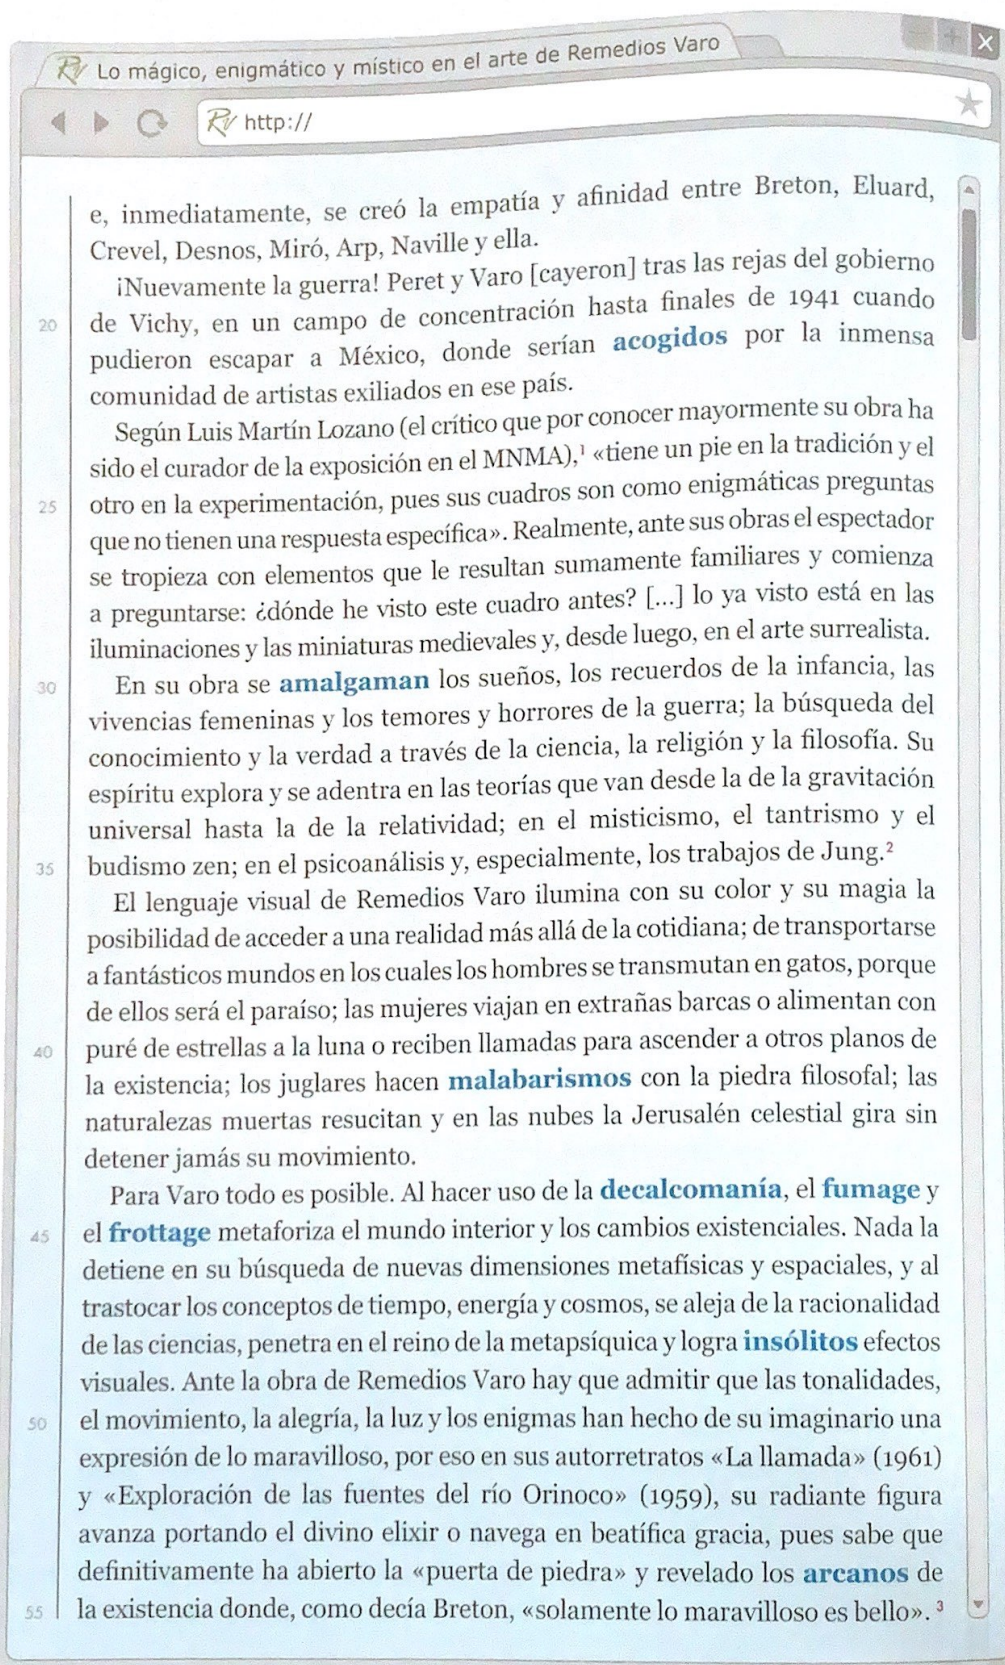 RV Lo mágico, enigmático y místico en el arte de Remedios Varo
RV http://
e, inmediatamente, se creó la empatía y afinidad entre Breton, Eluard,
Crevel, Desnos, Miró, Arp, Naville y ella.
¡Nuevamente la guerra! Peret y Varo [cayeron] tras las rejas del gobierno
20 de Vichy, en un campo de concentración hasta finales de 1941 cuando
pudieron escapar a México, donde serían acogidos por la inmensa
comunidad de artistas exiliados en ese país.
Según Luis Martín Lozano (el crítico que por conocer mayormente su obra ha
sido el curador de la exposición en el MNMA),¹ «tiene un pie en la tradición y el
25 otro en la experimentación, pues sus cuadros son como enigmáticas preguntas
que no tienen una respuesta específica». Realmente, ante sus obras el espectador
se tropieza con elementos que le resultan sumamente familiares y comienza
a preguntarse: ¿dónde he visto este cuadro antes? [...] lo ya visto está en las
iluminaciones y las miniaturas medievales y, desde luego, en el arte surrealista.
30 En su obra se amalgaman los sueños, los recuerdos de la infancia, las
vivencias femeninas y los temores y horrores de la guerra; la búsqueda del
conocimiento y la verdad a través de la ciencia, la religión y la filosofía. Su
espíritu explora y se adentra en las teorías que van desde la de la gravitación
universal hasta la de la relatividad; en el misticismo, el tantrismo y el
35 budismo zen; en el psicoanálisis y, especialmente, los trabajos de Jung.²
El lenguaje visual de Remedios Varo ilumina con su color y su magia la
posibilidad de acceder a una realidad más allá de la cotidiana; de transportarse
a fantásticos mundos en los cuales los hombres se transmutan en gatos, porque
de ellos será el paraíso; las mujeres viajan en extrañas barcas o alimentan con
40 puré de estrellas a la luna o reciben llamadas para ascender a otros planos de
la existencia; los juglares hacen malabarismos con la piedra filosofal; las
naturalezas muertas resucitan y en las nubes la Jerusalén celestial gira sin
detener jamás su movimiento.
Para Varo todo es posible. Al hacer uso de la decalcomanía, el fumage y
45 el frottage metaforiza el mundo interior y los cambios existenciales. Nada la
detiene en su búsqueda de nuevas dimensiones metafísicas y espaciales, y al
trastocar los conceptos de tiempo, energía y cosmos, se aleja de la racionalidad
de las ciencias, penetra en el reino de la metapsíquica y logra insólitos efectos
visuales. Ante la obra de Remedios Varo hay que admitir que las tonalidades,
50 el movimiento, la alegría, la luz y los enigmas han hecho de su imaginario una
expresión de lo maravilloso, por eso en sus autorretratos «La llamada» (1961)
y «Exploración de las fuentes del río Orinoco» (1959), su radiante figura
avanza portando el divino elixir o navega en beatífica gracia, pues sabe que
definitivamente ha abierto la «puerta de piedra» y revelado los arcanos de
55 la existencia donde, como decía Breton, «solamente lo maravilloso es bello». ³